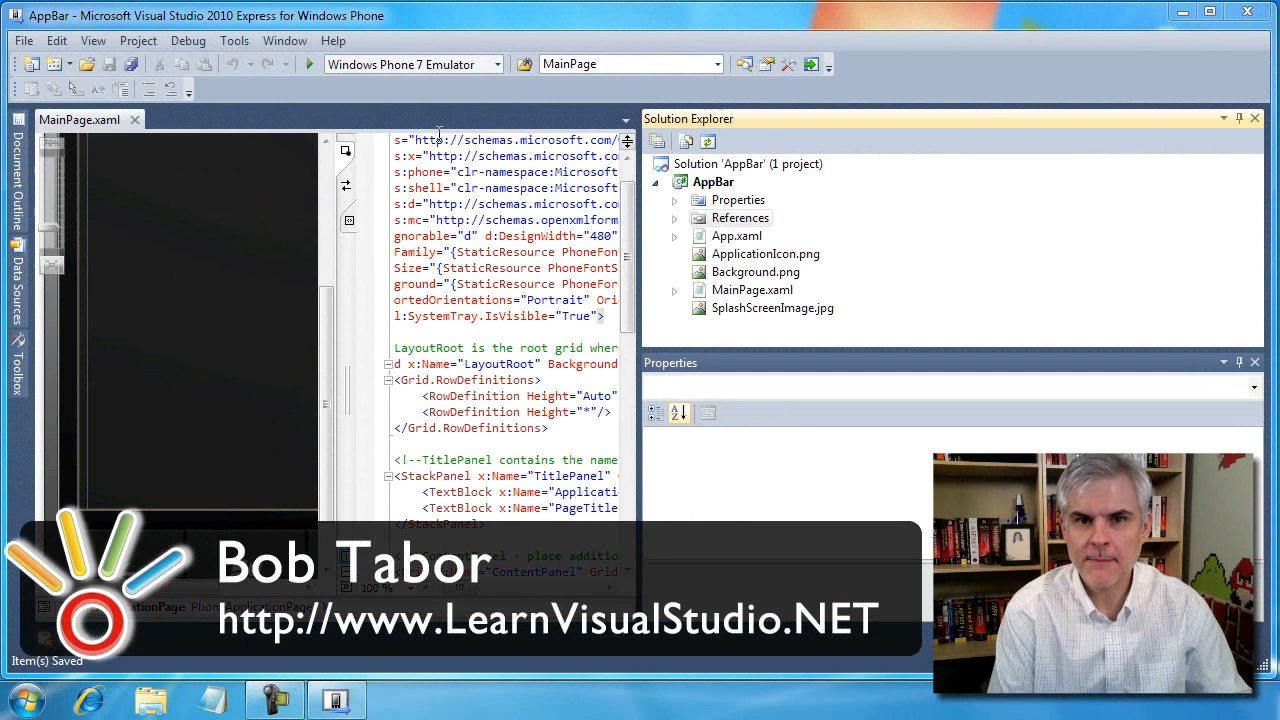 AppBar - Microsoft Visual Studio 2010 Express for Windows Phone
File Edit View Project Debug Tools Window Help
Windows Phone 7 Emulator MainPage
MainPage.xaml
Document Outline
Data Sources
Toolbox
s="http://schemas.microsoft.com/
s:x="http://schemas.microsoft.co
s:phone="clr-namespace:Microsoft
s:shell="clr-namespace:Microsoft
s:d="http://schemas.microsoft.co
s:mc="http://schemas.openxmlform
gnorable="d" d:DesignWidth="480"
Family="{StaticResource PhoneFon
Size="{StaticResource PhoneFontS
ground="{StaticResource PhoneFor
ortedOrientations="Portrait" Ori
l:SystemTray.IsVisible="True">
LayoutRoot is the root grid wher
d x:Name="LayoutRoot" Background
<Grid.RowDefinitions>
<RowDefinition Height="Auto"
<RowDefinition Height="*"/>
</Grid.RowDefinitions>
<!--TitlePanel contains the name
<StackPanel x:Name="TitlePanel"
<TextBlock x:Name="Applicati
<TextBlock x:Name="PageTitle
</StackPanel>
100 %
Solution Explorer
Solution 'AppBar' (1 project)
AppBar
Properties
References
App.xaml
ApplicationIcon.png
Background.png
MainPage.xaml
SplashScreenImage.jpg
Properties
Bob Tabor
http://www.LearnVisualStudio.NET
Item(s) Saved